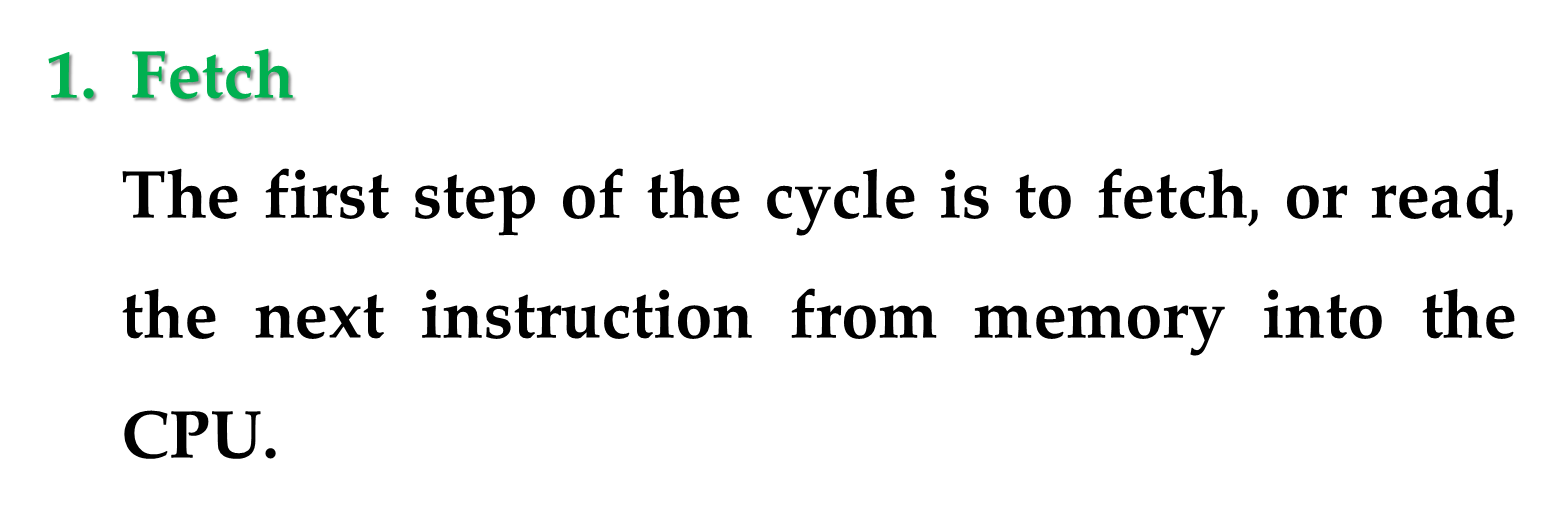 1. Fetch
The first step of the cycle is to fetch, or read,
the next instruction from memory into the
CPU.